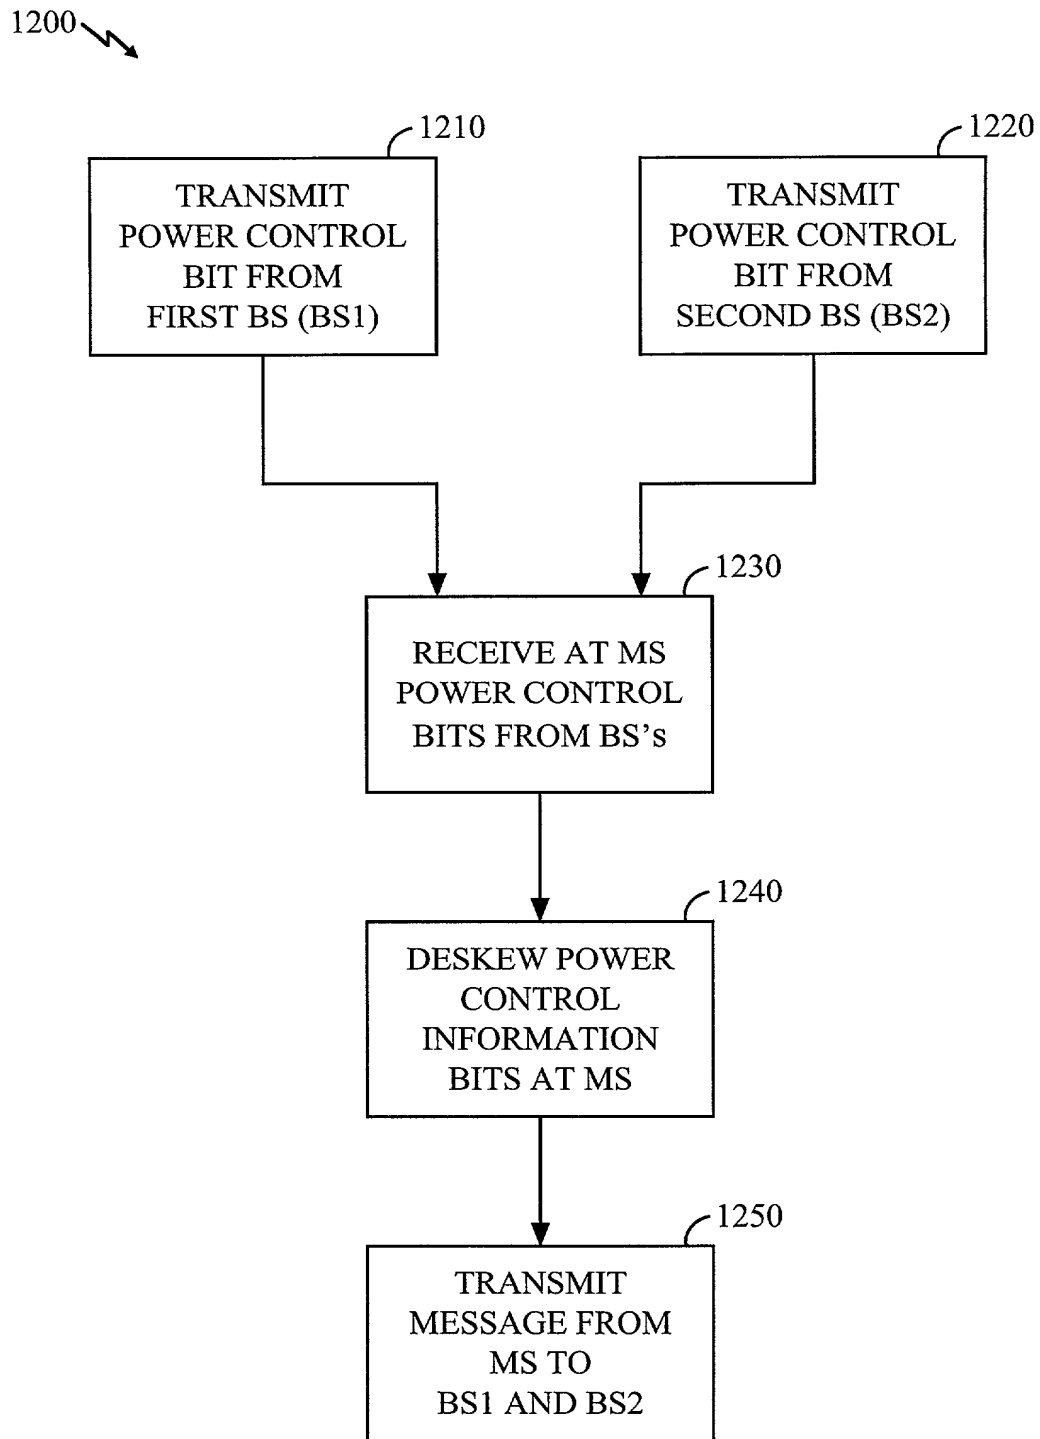 1200
1210
TRANSMIT
POWER CONTROL
BIT FROM
FIRST BS (BS1)
1220
TRANSMIT
POWER CONTROL
BIT FROM
SECOND BS (BS2)
1230
RECEIVE AT MS
POWER CONTROL
BITS FROM BS’s
1240
DESKEW POWER
CONTROL
INFORMATION
BITS AT MS
1250
TRANSMIT
MESSAGE FROM
MS TO
BS1 AND BS2